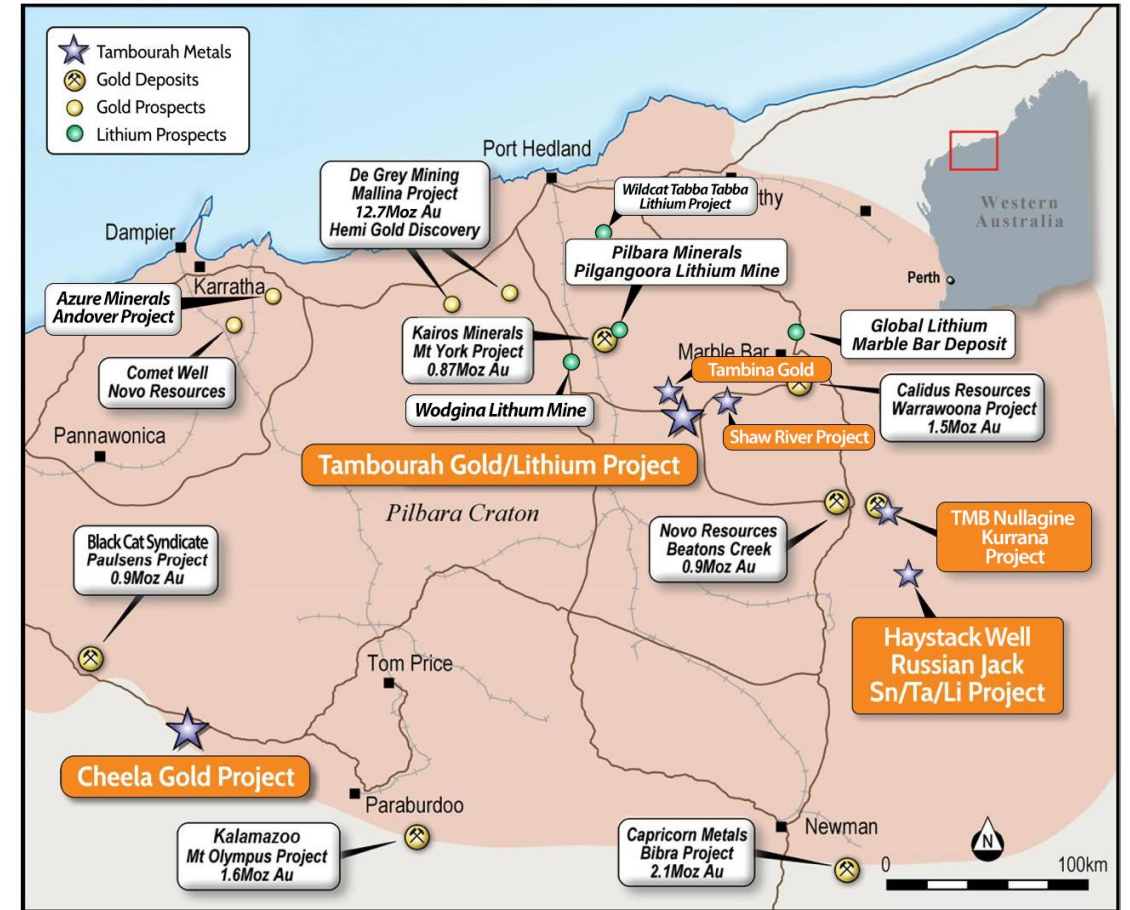 Tambourah Metals
Gold Deposits
Gold Prospects
Lithium Prospects
Port Hedland
De Grey Mining
Mallina Project
12.7Moz Au
Hemi Gold Discovery
Wildcat Tabba Tabba
Lithium Project
thy
Western
Australia
Perth
Dampier
Karratha
Pilbara Minerals
Pilgangoora Lithium Mine
Azure Minerals
Andover Project
Kairos Minerals
Mt York Project
0.87Moz Au
Global Lithium
Marble Bar Deposit
Marble Bar
Tambina Gold
Comet Well
Novo Resources
Wodgina Lithum Mine
Calidus Resources
Warrawoona Project
1.5Moz Au
Shaw River Project
Pannawonica
Tambourah Gold/Lithium Project
Pilbara Craton
Novo Resources
Beatons Creek
0.9Moz Au
TMB Nullagine
Kurrana
Project
Black Cat Syndicate
Paulsens Project
0.9Moz Au
Haystack Well
Russian Jack
Sn/Ta/Li Project
Tom Price
Cheela Gold Project
Paraburdoo
Kalamazoo
Mt Olympus Project
1.6Moz Au
Capricorn Metals
Bibra Project
2.1Moz Au
Newman
N
0
100km